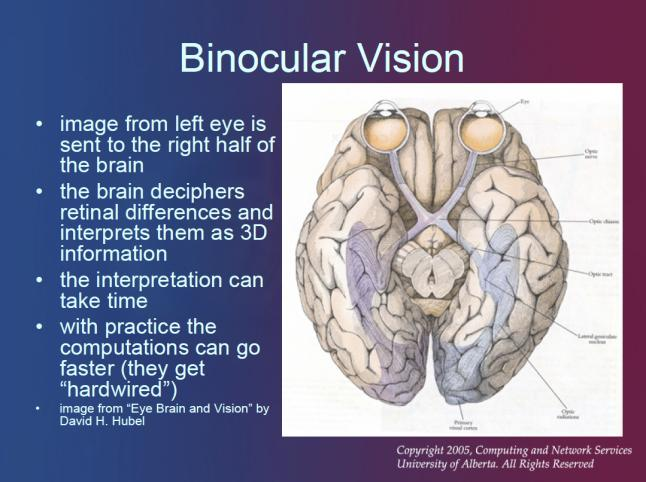 Binocular Vision
• image from left eye is
sent to the right half of
the brain
• the brain deciphers
retinal differences and
interprets them as 3D
information
• the interpretation can
take time
• with practice the
computations can go
faster (they get
“hardwired”)
• image from “Eye Brain and Vision” by
David H. Hubel
Eye
Optic
nerve
Optic chiasm
Optic tract
Lateral geniculate
nucleus
Optic
radiations
Primary
visual cortex
Copyright 2005, Computing and Network Services
University of Alberta. All Rights Reserved